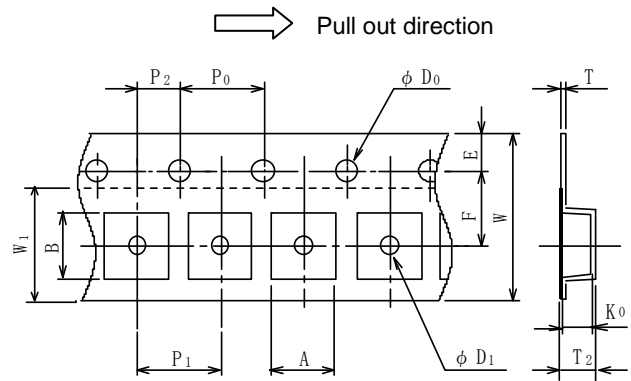 Pull out direction
P2
P0
φ D0
T
E
F
W
W1
B
K0
P1
A
φ D1
T2